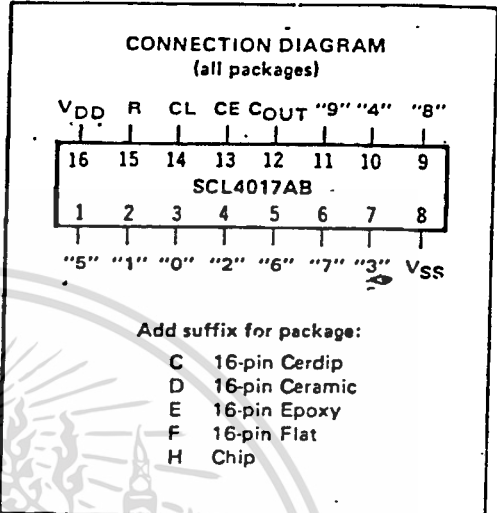 CONNECTION DIAGRAM
(all packages)
VDD R CL CE COUT "9" "4" "8"
16 15 14 13 12 11 10 9
SCL4017AB
1 2 3 4 5 6 7 8
"5" "1" "0" "2" "6" "7" "3" VSS
Add suffix for package:
C 16-pin Cerdip
D 16-pin Ceramic
E 16-pin Epoxy
F 16-pin Flat
H Chip